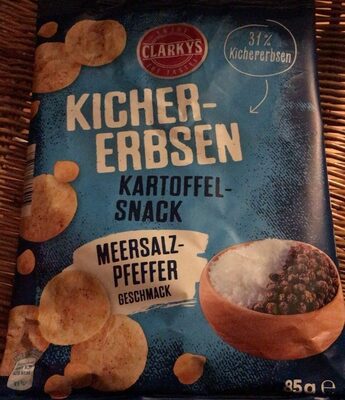 CLARKYS
31%
Kichererbsen
KICHER-
ERBSEN
KARTOFFEL-
SNACK
MEERSALZ-
PFEFFER
GESCHMACK
85g e